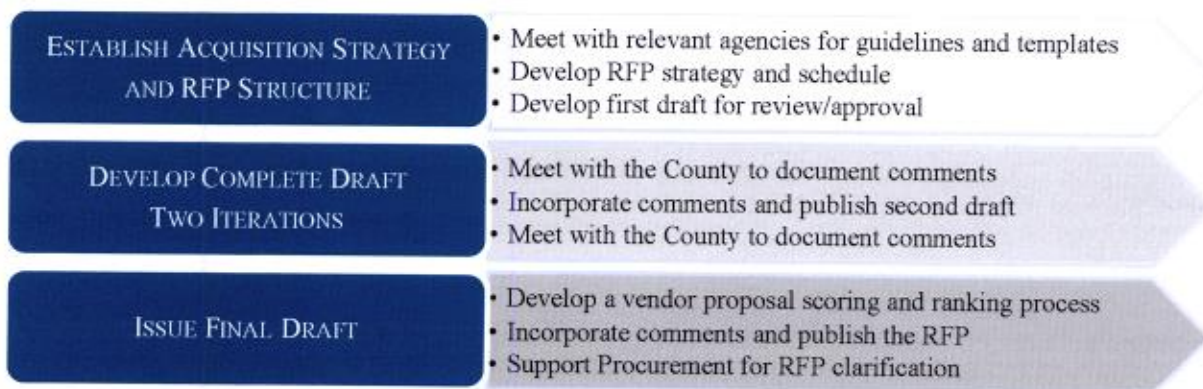 ESTABLISH ACQUISITION STRATEGY
AND RFP STRUCTURE
• Meet with relevant agencies for guidelines and templates
• Develop RFP strategy and schedule
• Develop first draft for review/approval
DEVELOP COMPLETE DRAFT
TWO ITERATIONS
• Meet with the County to document comments
• Incorporate comments and publish second draft
• Meet with the County to document comments
ISSUE FINAL DRAFT
• Develop a vendor proposal scoring and ranking process
• Incorporate comments and publish the RFP
• Support Procurement for RFP clarification